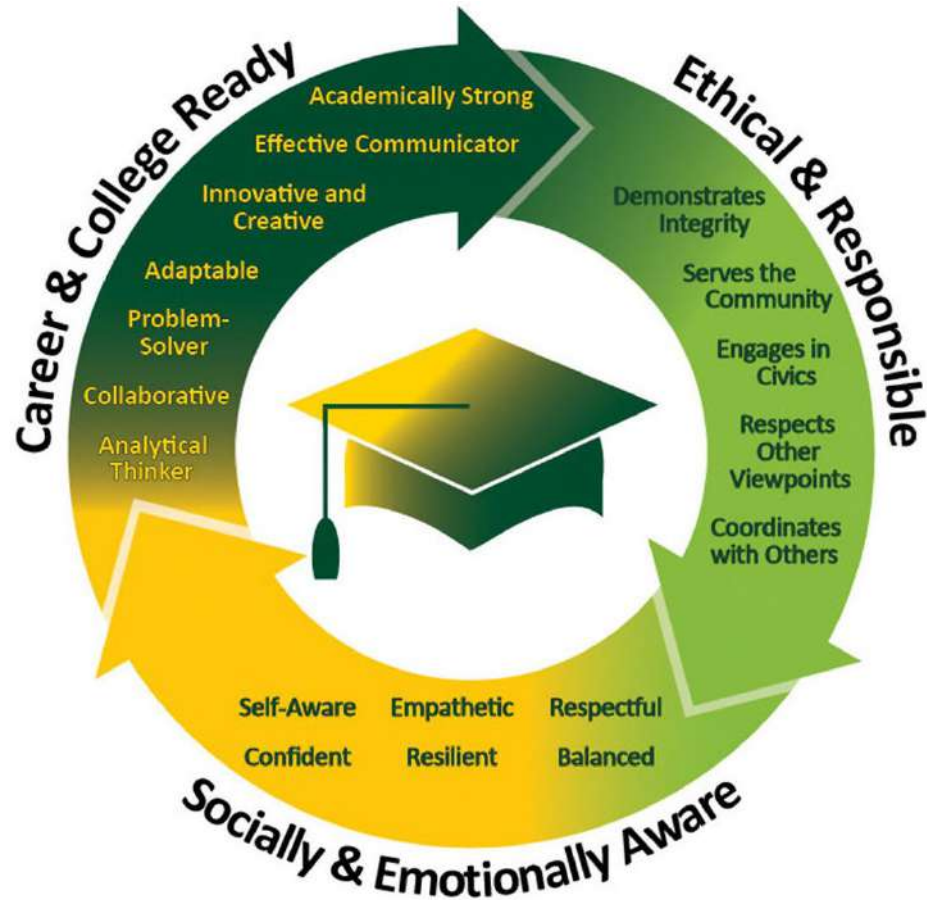 Career & College Ready
Academically Strong
Effective Communicator
Innovative and
Creative
Adaptable
Problem-
Solver
Collaborative
Analytical
Thinker
Ethical & Responsible
Demonstrates
Integrity
Serves the
Community
Engages in
Civics
Respects
Other
Viewpoints
Coordinates
with Others
Self-Aware Empathetic Respectful
Confident Resilient Balanced
Socially & Emotionally Aware